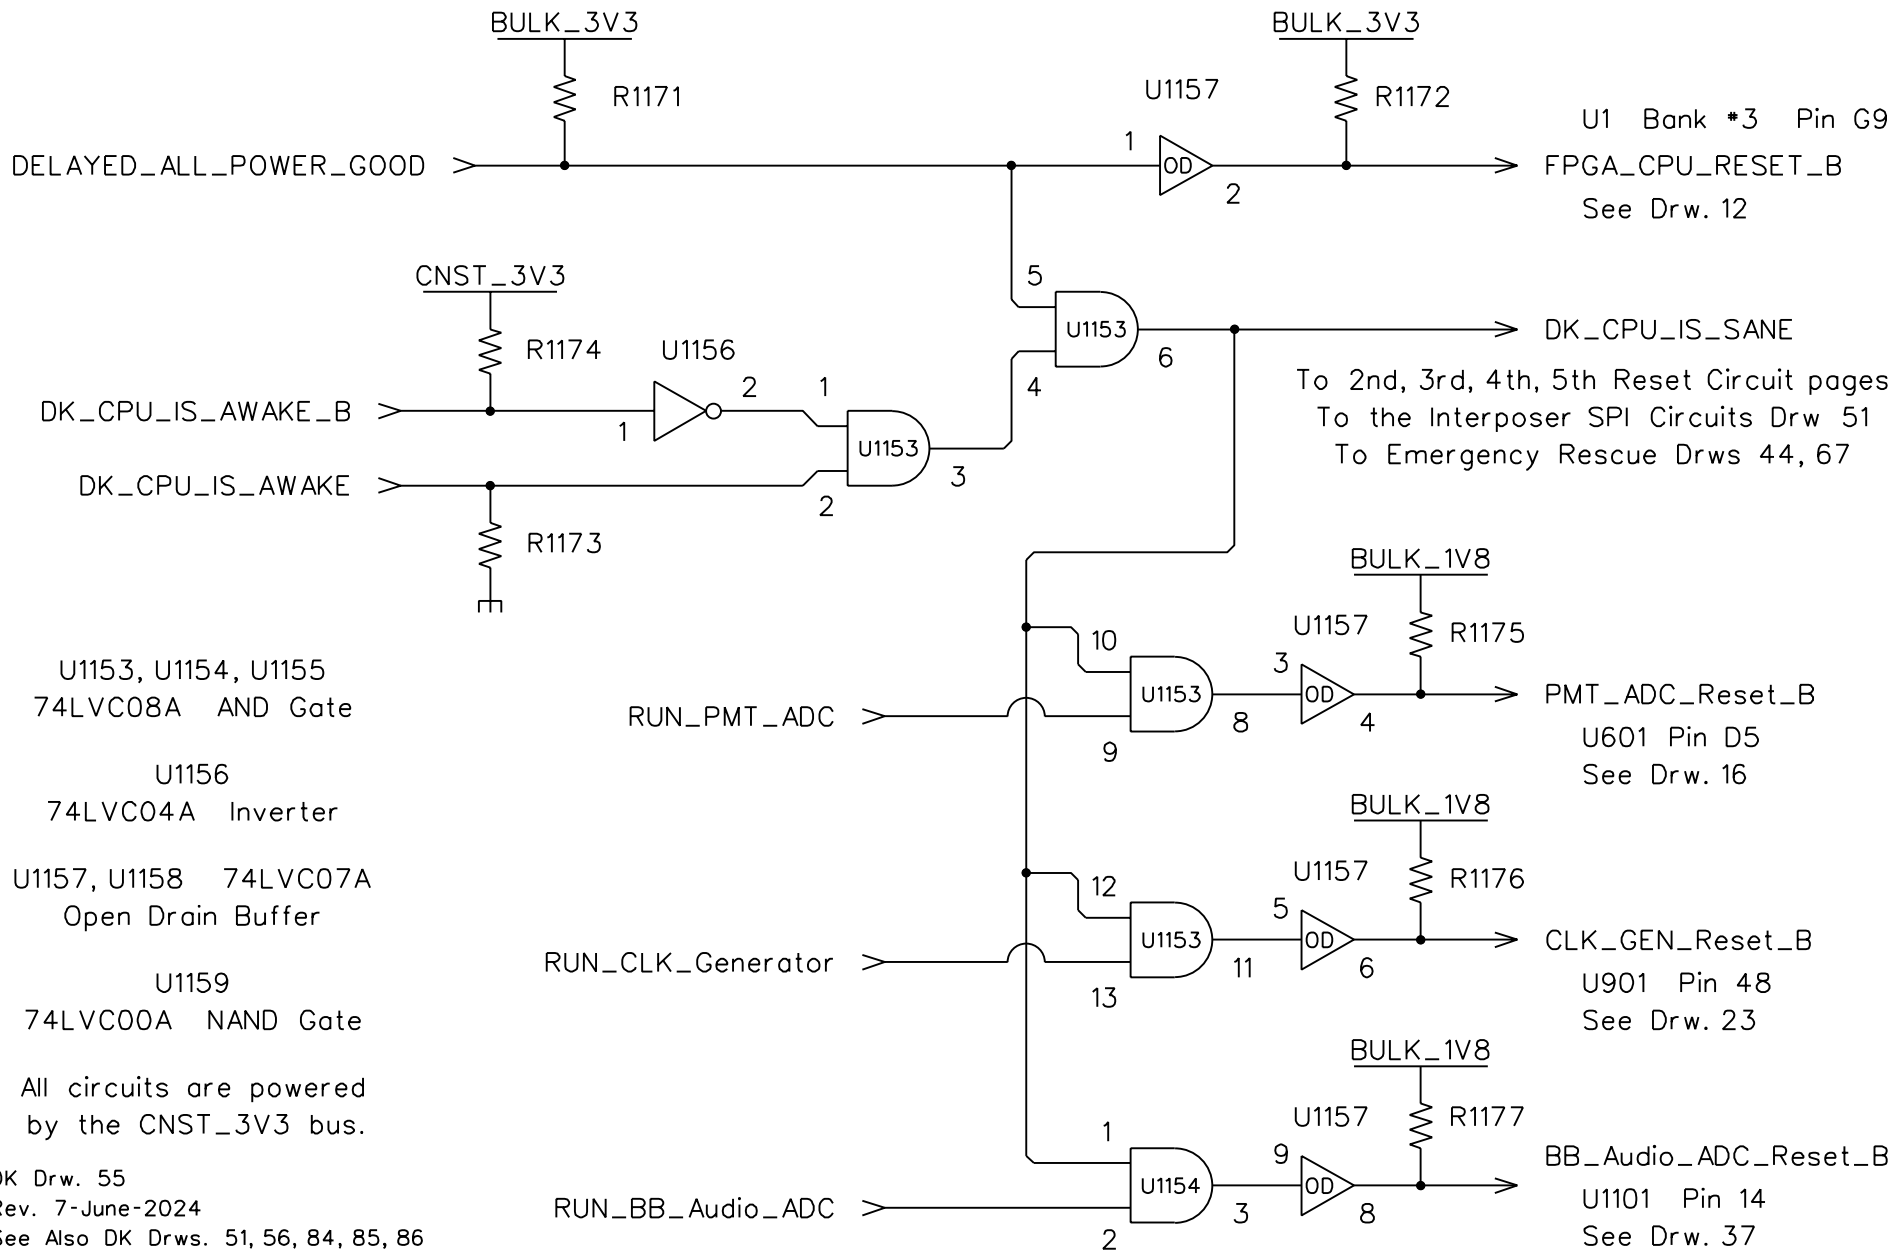 BULK_3V3
R1171
DELAYED_ALL_POWER_GOOD
U1157
1
OD
2
BULK_3V3
R1172
U1 Bank #3 Pin G9
FPGA_CPU_RESET_B
See Drw. 12
CNST_3V3
R1174
U1156
DK_CPU_IS_AWAKE_B
1
2
DK_CPU_IS_AWAKE
R1173
1
U1153
2
3
5
U1153
4
6
DK_CPU_IS_SANE
To 2nd, 3rd, 4th, 5th Reset Circuit pages
To the Interposer SPI Circuits Drw 51
To Emergency Rescue Drws 44, 67
RUN_PMT_ADC
10
U1153
9
8
U1157
3
OD
4
BULK_1V8
R1175
PMT_ADC_Reset_B
U601 Pin D5
See Drw. 16
RUN_CLK_Generator
12
U1153
13
11
U1157
5
OD
6
BULK_1V8
R1176
CLK_GEN_Reset_B
U901 Pin 48
See Drw. 23
RUN_BB_Audio_ADC
1
U1154
2
3
U1157
9
OD
8
BULK_1V8
R1177
BB_Audio_ADC_Reset_B
U1101 Pin 14
See Drw. 37
U1153, U1154, U1155
74LVC08A AND Gate
U1156
74LVC04A Inverter
U1157, U1158 74LVC07A
Open Drain Buffer
U1159
74LVC00A NAND Gate
All circuits are powered
by the CNST_3V3 bus.
DK Drw. 55
Rev. 7-June-2024
See Also DK Drws. 51, 56, 84, 85, 86